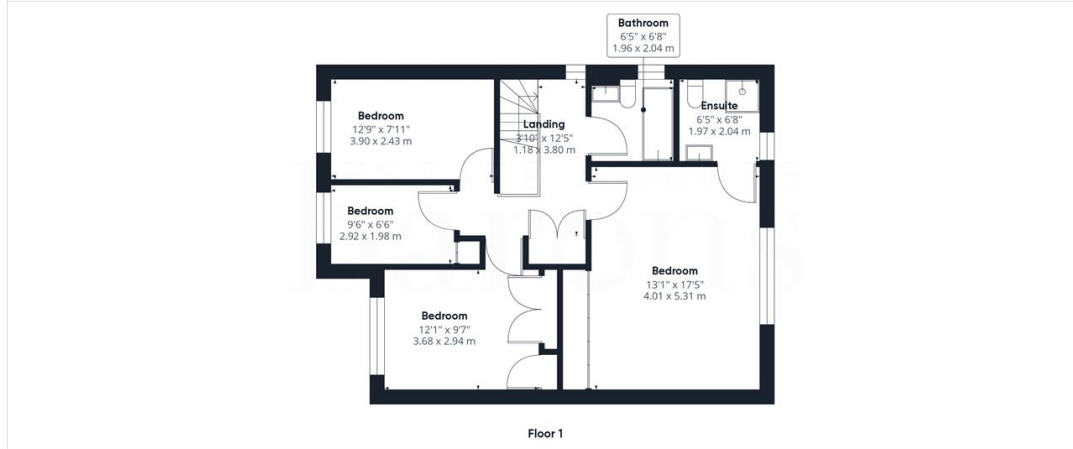 Bathroom
6'5" x 6'8"
1.96 x 2.04 m
Bedroom
12'9" x 7'11"
3.90 x 2.43 m
Landing
3'10" x 12'5"
1.18 x 3.80 m
Ensuite
6'5" x 6'8"
1.97 x 2.04 m
Bedroom
9'6" x 6'6"
2.92 x 1.98 m
Bedroom
13'1" x 17'5"
4.01 x 5.31 m
Bedroom
12'1" x 9'7"
3.68 x 2.94 m
Floor 1